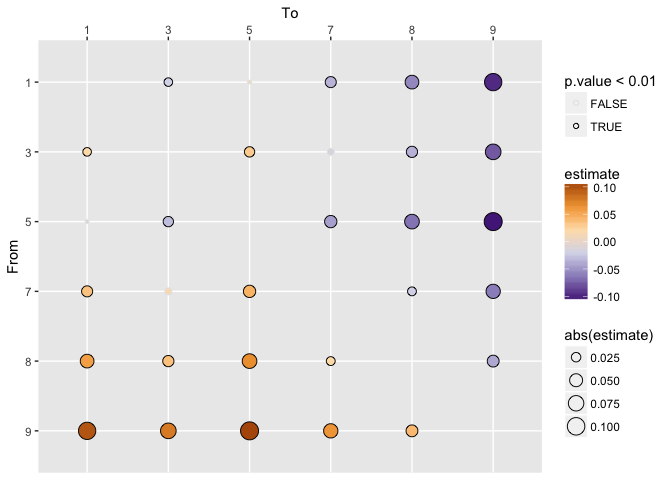 To
1 3 5 7 8 9
From
1
3
5
7
8
9
p.value < 0.01
FALSE
TRUE
estimate
0.10
0.05
0.00
-0.05
-0.10
abs(estimate)
0.025
0.050
0.075
0.100